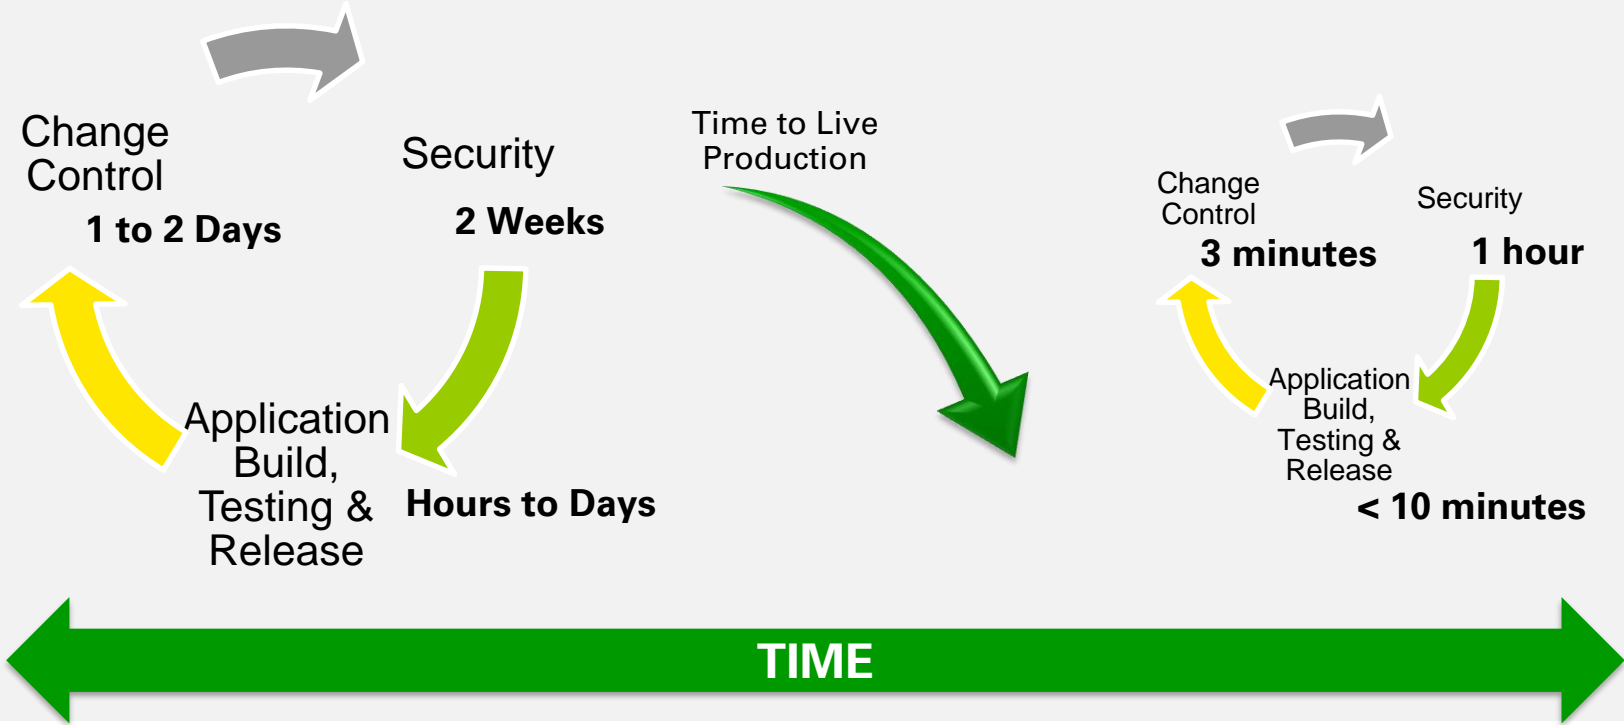 Change
Control
1 to 2 Days
Security
2 Weeks
Application
Build,
Testing &
Release
Hours to Days
Time to Live
Production
Change
Control
3 minutes
Security
1 hour
Application
Build,
Testing &
Release
< 10 minutes
TIME